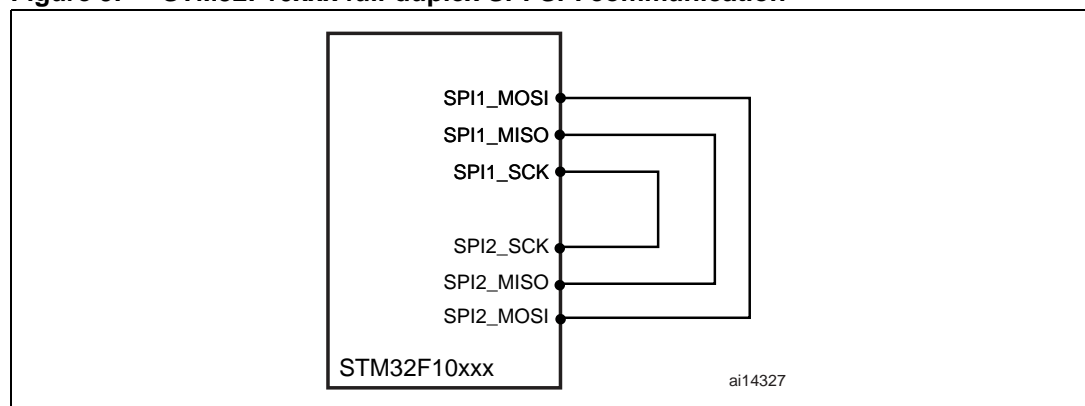 SPI1_MOSI
SPI1_MISO
SPI1_SCK
SPI2_SCK
SPI2_MISO
SPI2_MOSI
STM32F10xxx
ai14327